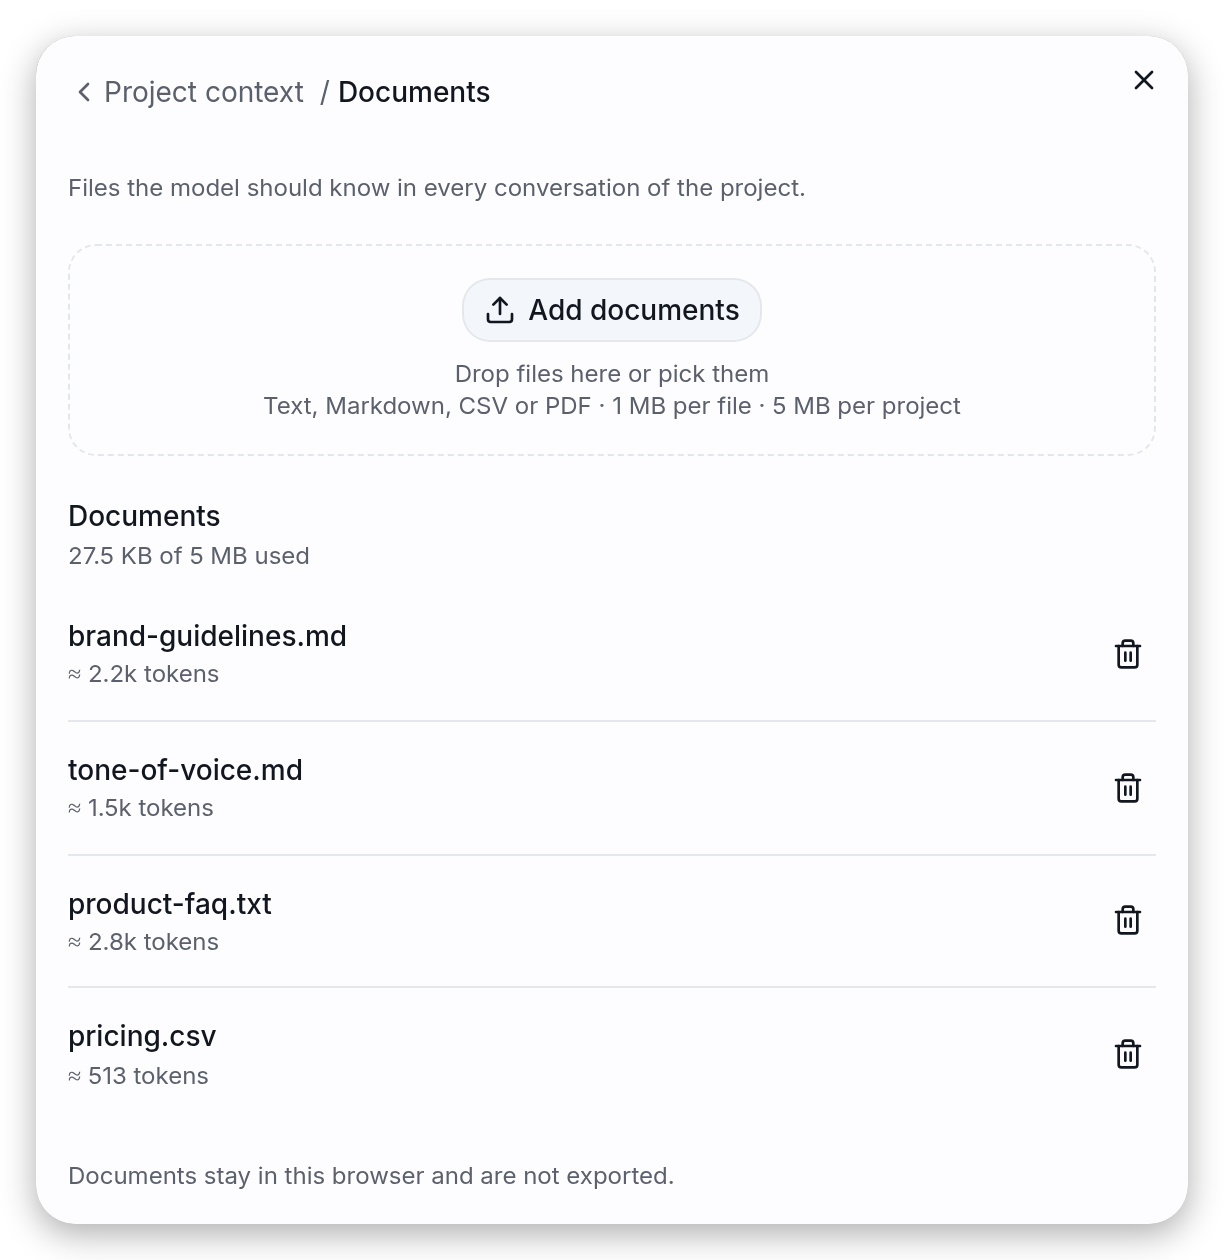 Project context / Documents
Files the model should know in every conversation of the project.
Add documents
Drop files here or pick them
Text, Markdown, CSV or PDF · 1 MB per file · 5 MB per project
Documents
27.5 KB of 5 MB used
brand-guidelines.md
≈ 2.2k tokens
tone-of-voice.md
≈ 1.5k tokens
product-faq.txt
≈ 2.8k tokens
pricing.csv
≈ 513 tokens
Documents stay in this browser and are not exported.